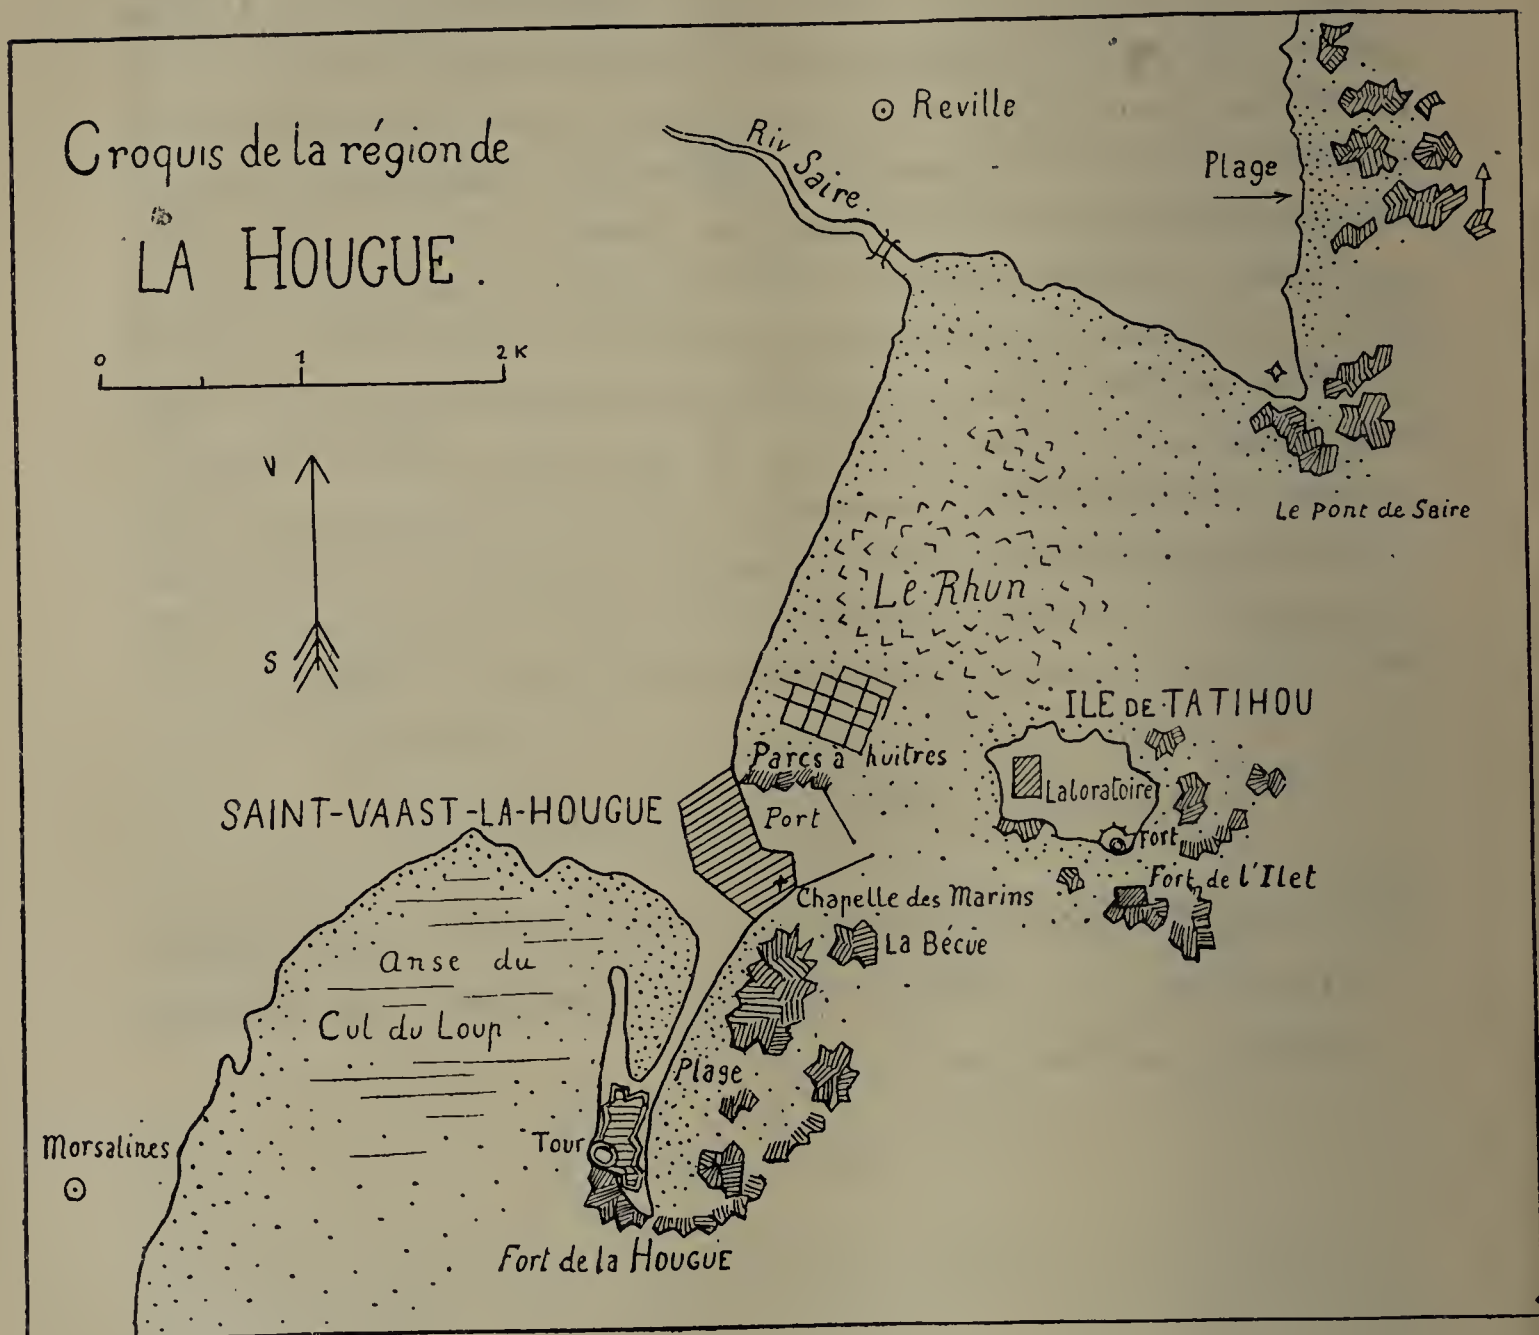 Croquis de la région de
LA HOUGUE.
0 1 2 K
N
S
Reville
Riv Saire.
Plage
Le Pont de Saire
Le Rhun
ILE DE TATIHOU
Parcs à huitres
Laboratoire
SAINT-VAAST-LA-HOUGUE
Port
Fort
Fort de l'Ilet
Chapelle des Marins
La Bécue
Anse du
Cul du Loup
Plage
Morsalines
Tour
Fort de la HOUGUE